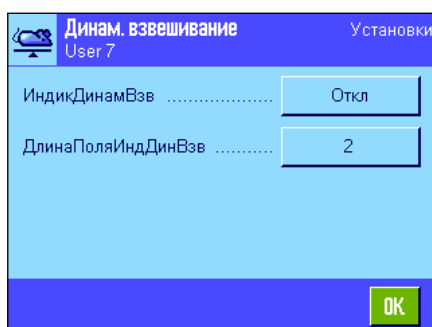 Динам. взвешивание Установки
User 7
ИндикДинамВзв .................... Откл
ДлинаПоляИндДинВзв ........... 2
OK